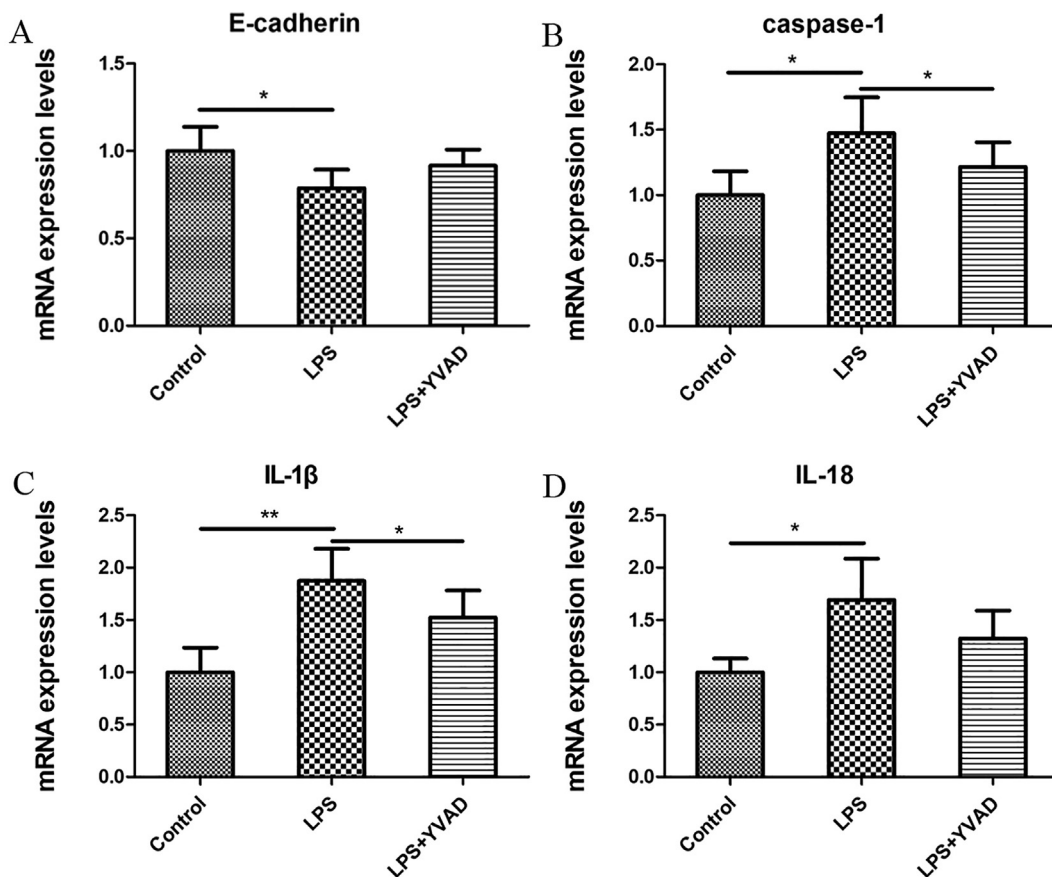 A
E-cadherin
mRNA expression levels
1.5
1.0
0.5
0.0
*
Control
LPS
LPS+YVAD
B
caspase-1
mRNA expression levels
2.0
1.5
1.0
0.5
0.0
*
*
Control
LPS
LPS+YVAD
C
IL-1β
mRNA expression levels
2.5
2.0
1.5
1.0
0.5
0.0
**
*
Control
LPS
LPS+YVAD
D
IL-18
mRNA expression levels
2.5
2.0
1.5
1.0
0.5
0.0
*
Control
LPS
LPS+YVAD